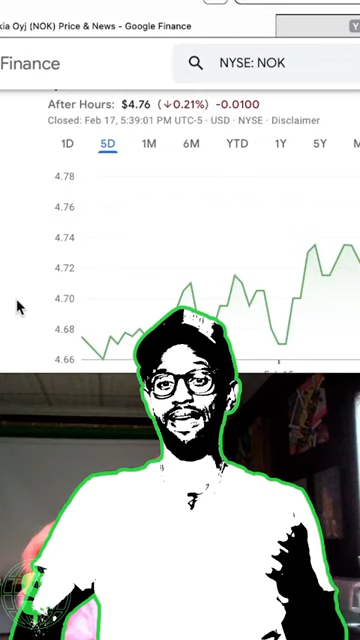 kia Oyj (NOK) Price & News - Google Finance
Finance
NYSE: NOK
After Hours: $4.76 (↓0.21%) -0.0100
Closed: Feb 17, 5:39:01 PM UTC-5 · USD · NYSE · Disclaimer
1D 5D 1M 6M YTD 1Y 5Y
4.78
4.76
4.74
4.72
4.70
4.68
4.66